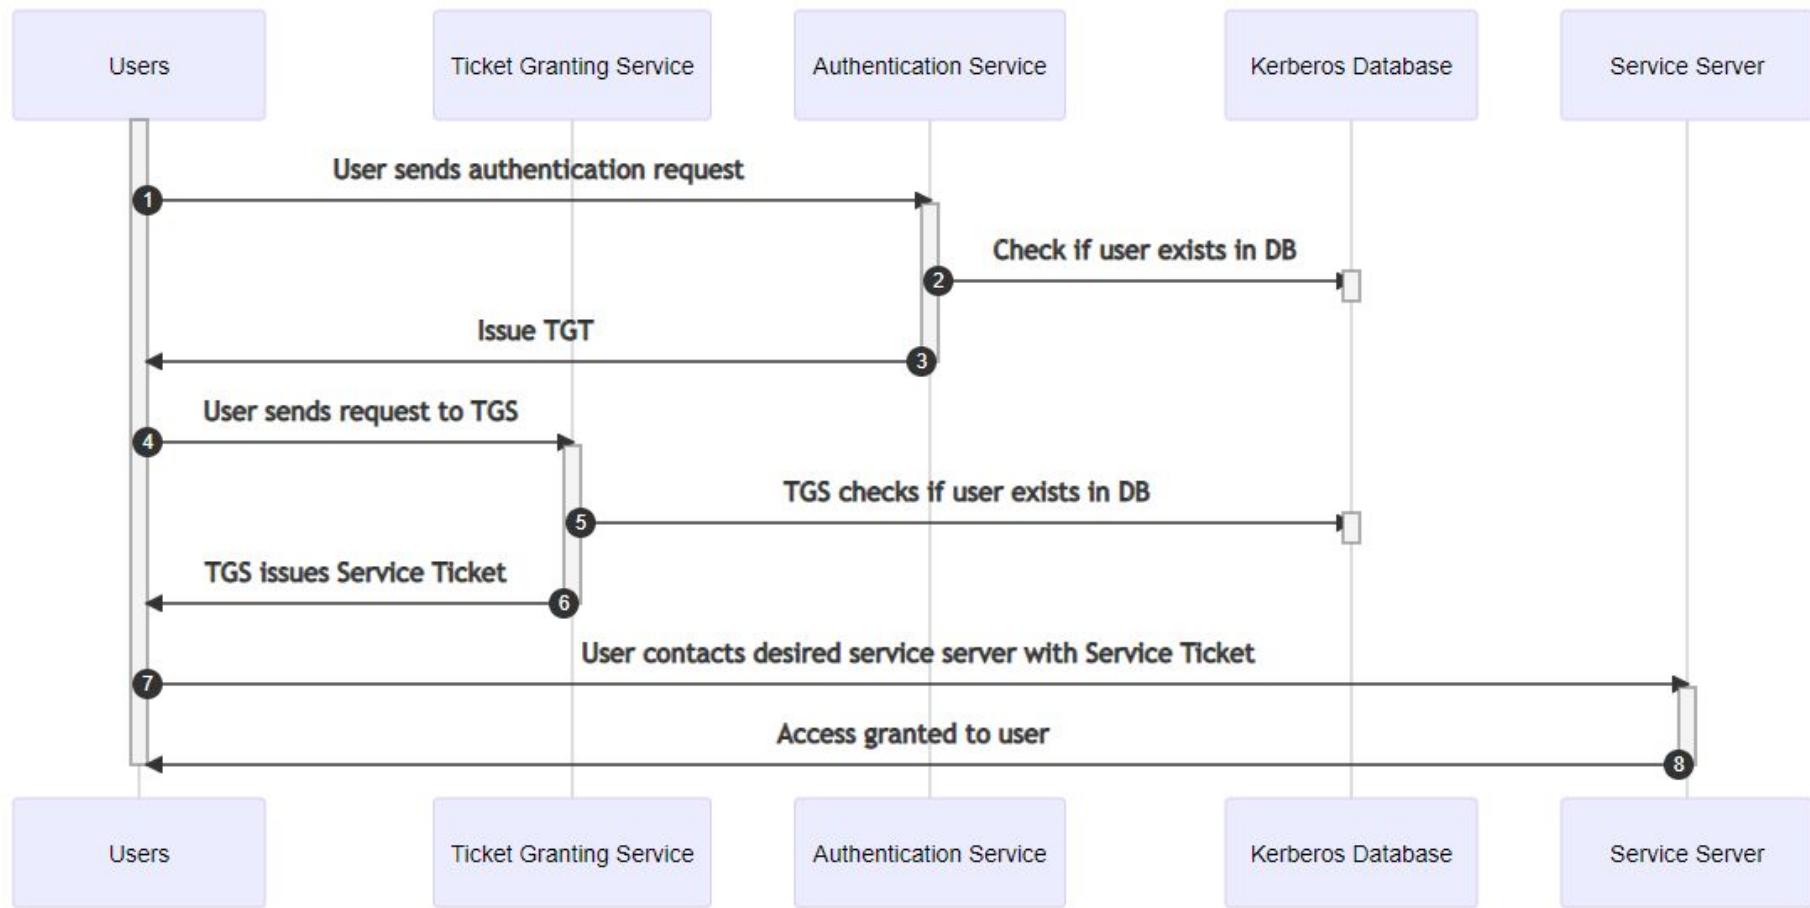 Users
Ticket Granting Service
Authentication Service
Kerberos Database
Service Server
User sends authentication request
1
Check if user exists in DB
2
Issue TGT
3
User sends request to TGS
4
TGS checks if user exists in DB
5
TGS issues Service Ticket
6
User contacts desired service server with Service Ticket
7
Access granted to user
8
Users
Ticket Granting Service
Authentication Service
Kerberos Database
Service Server